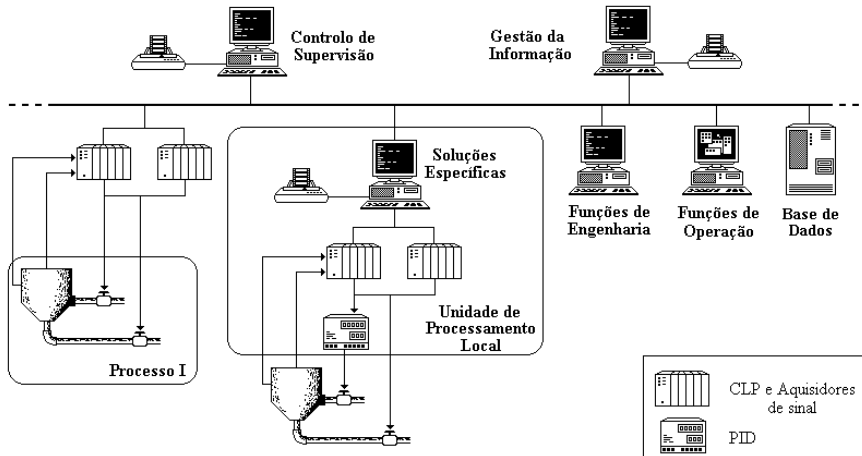 Controlo de
Supervisão
Gestão da
Informação
Soluções
Específicas
Funções de
Engenharia
Funções de
Operação
Base de
Dados
Unidade de
Processamento
Local
Processo I
CLP e Aquisidores
de sinal
PID